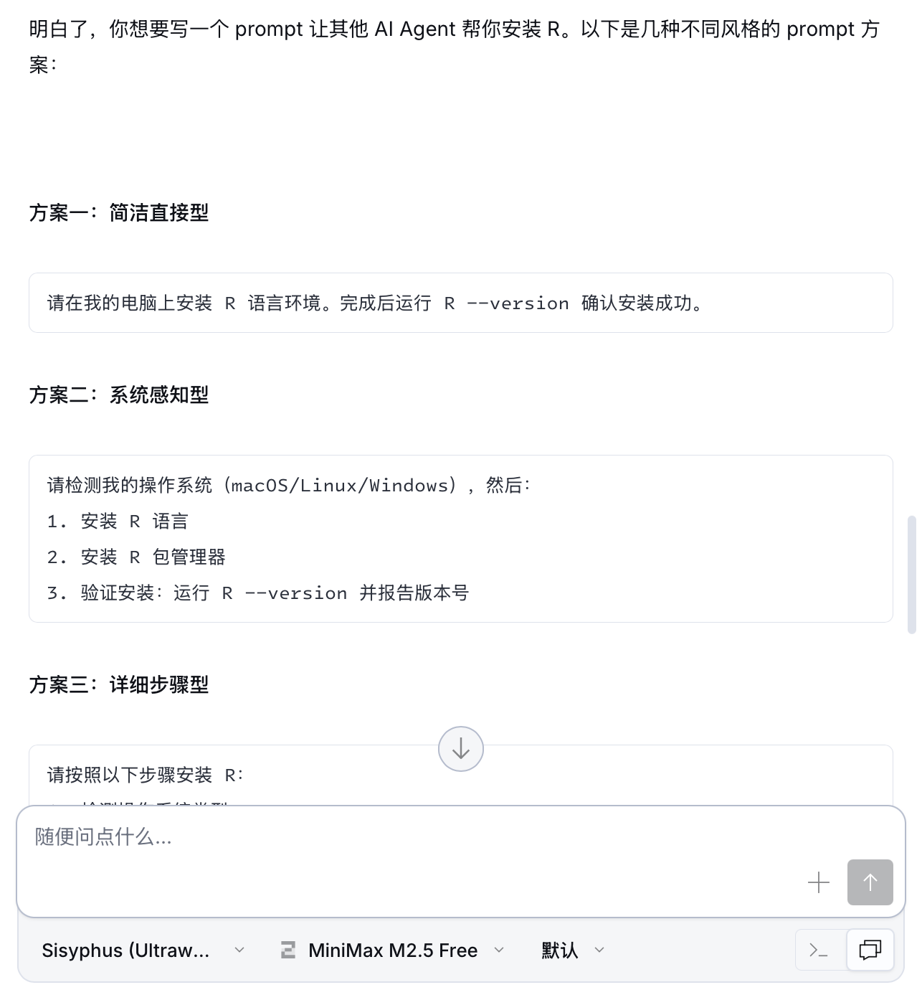 明白了，你想要写一个 prompt 让其他 AI Agent 帮你安装 R。以下是几种不同风格的 prompt 方
案：
方案一：简洁直接型
请在我的电脑上安装 R 语言环境。完成后运行 R --version 确认安装成功。
方案二：系统感知型
请检测我的操作系统（macOS/Linux/Windows），然后：
1. 安装 R 语言
2. 安装 R 包管理器
3. 验证安装：运行 R --version 并报告版本号
方案三：详细步骤型
请按照以下步骤安装 R：
随便问点什么...
Sisyphus (Ultraw...
MiniMax M2.5 Free
默认